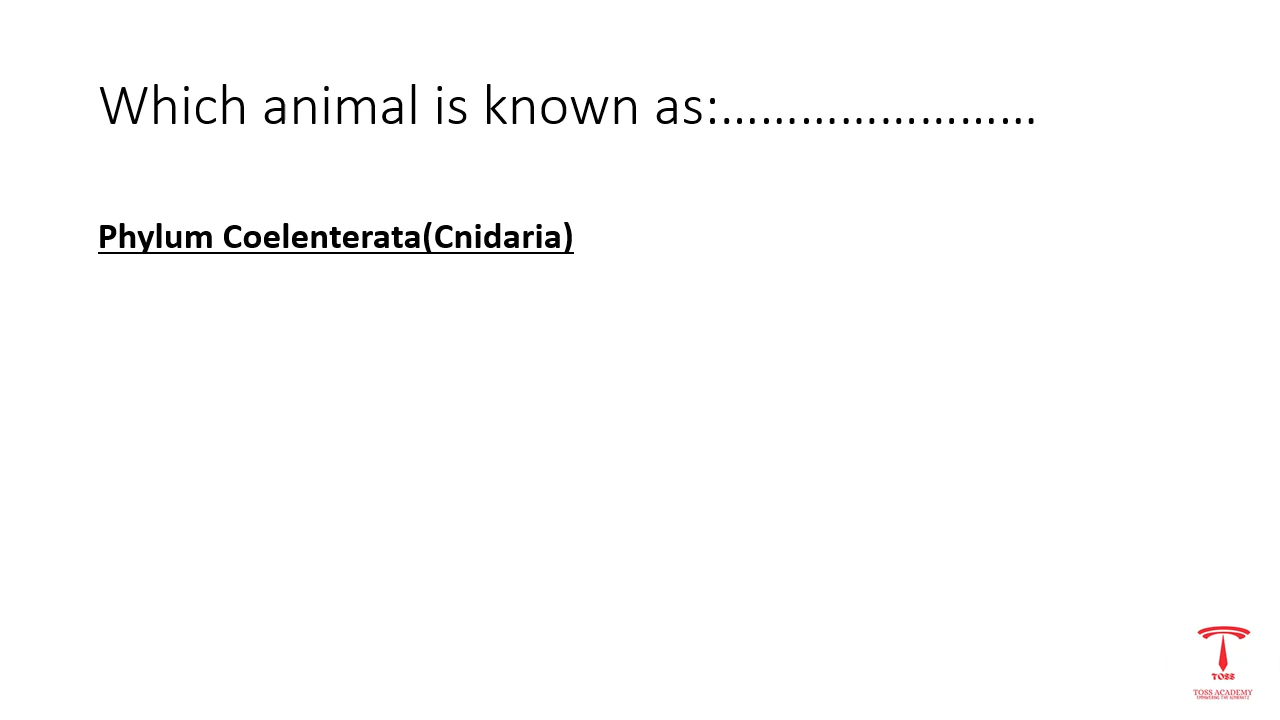 Which animal is known as:……………………
Phylum Coelenterata(Cnidaria)
TOSS
TOSS ACADEMY